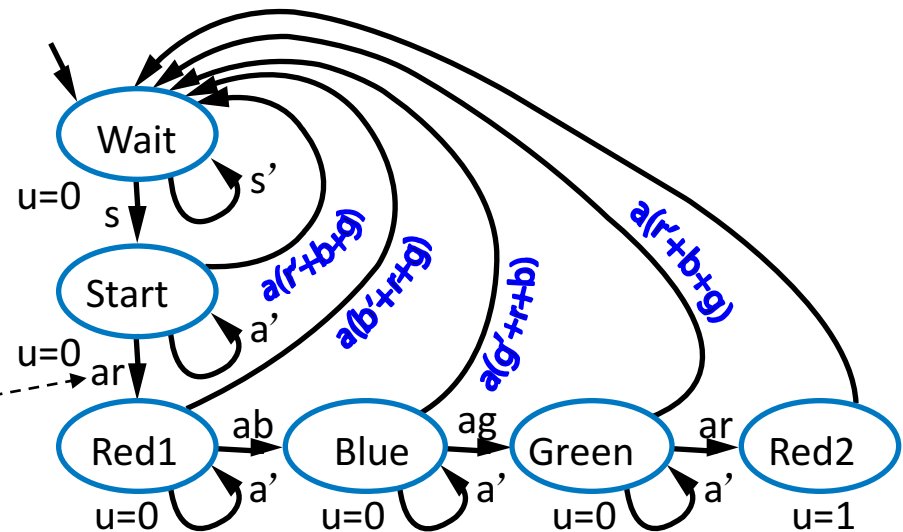 Wait
s’
u=0
s
a(r’+b+g)
Start
a’
a(r’+b+g)
a(b’+r+g)
a(g’+r+b)
u=0
ar
Red1
ab
Blue
ag
Green
ar
Red2
a’
a’
a’
u=0
u=0
u=0
u=1